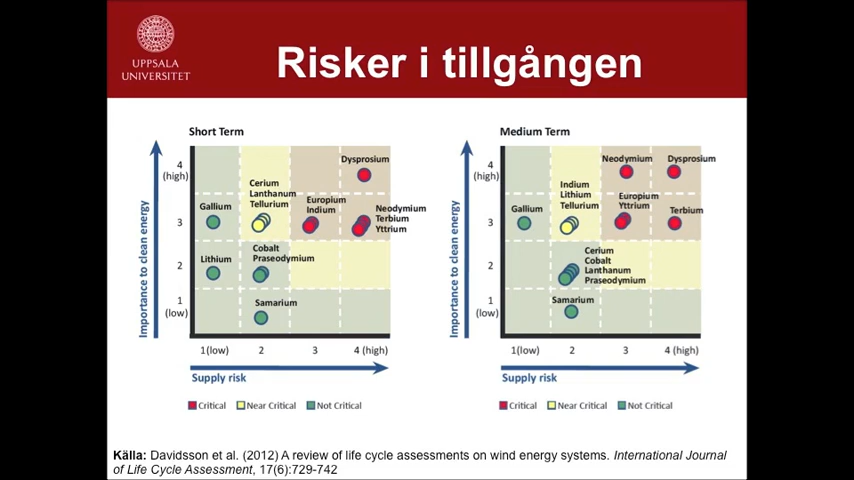 UPPSALA
UNIVERSITET
Risker i tillgången
Short Term
Importance to clean energy
4
(high)
3
2
1
(low)
Dysprosium
Cerium
Lanthanum
Tellurium
Gallium
Europium
Indium
Neodymium
Terbium
Yttrium
Lithium
Cobalt
Praseodymium
Samarium
1(low)
2
3
4 (high)
Supply risk
Critical
Near Critical
Not Critical
Medium Term
Importance to clean energy
4
(high)
3
2
1
(low)
Neodymium
Dysprosium
Indium
Lithium
Tellurium
Gallium
Europium
Yttrium
Terbium
Cerium
Cobalt
Lanthanum
Praseodymium
Samarium
1(low)
2
3
4 (high)
Supply risk
Critical
Near Critical
Not Critical
Källa: Davidsson et al. (2012) A review of life cycle assessments on wind energy systems. International Journal
of Life Cycle Assessment, 17(6):729-742